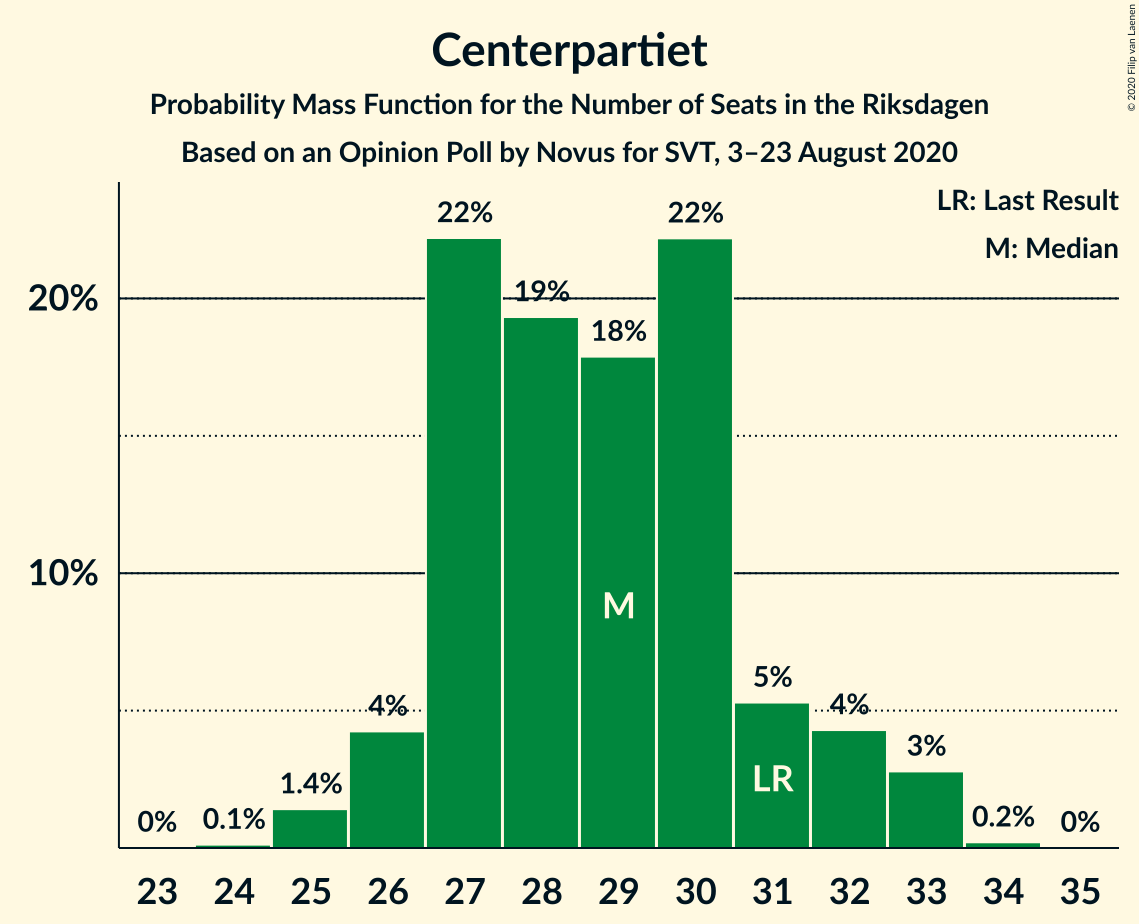 Centerpartiet
Probability Mass Function for the Number of Seats in the Riksdagen
Based on an Opinion Poll by Novus for SVT, 3–23 August 2020
© 2020 Filip van Laenen
LR: Last Result
M: Median
22%
22%
20%
19%
18%
10%
M
5%
4%
4%
3%
LR
1.4%
0%
0.1%
0.2%
0%
23 24 25 26 27 28 29 30 31 32 33 34 35